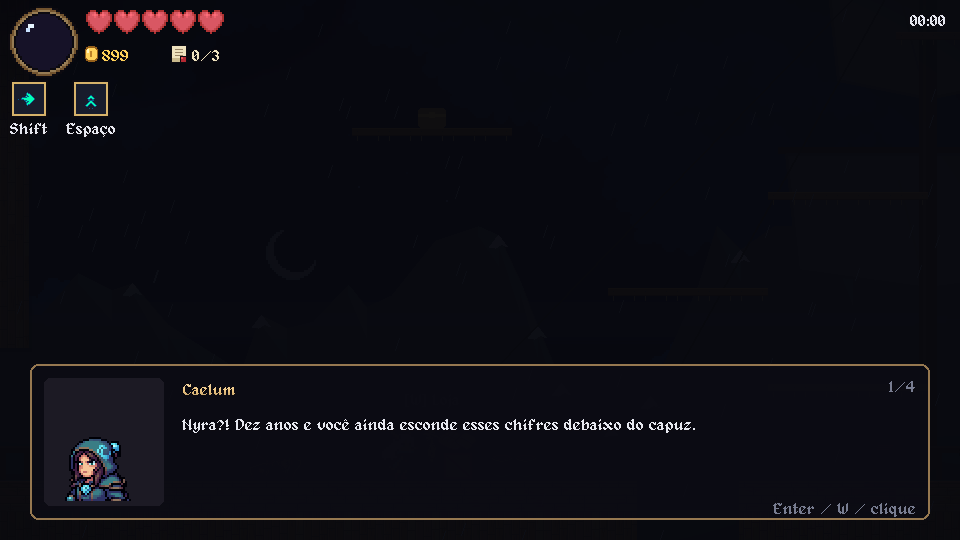 00:00
899
0/3
Shift
Espaço
Caelum
1/4
Nyra?! Dez anos e você ainda esconde esses chifres debaixo do capuz.
Enter / W / clique